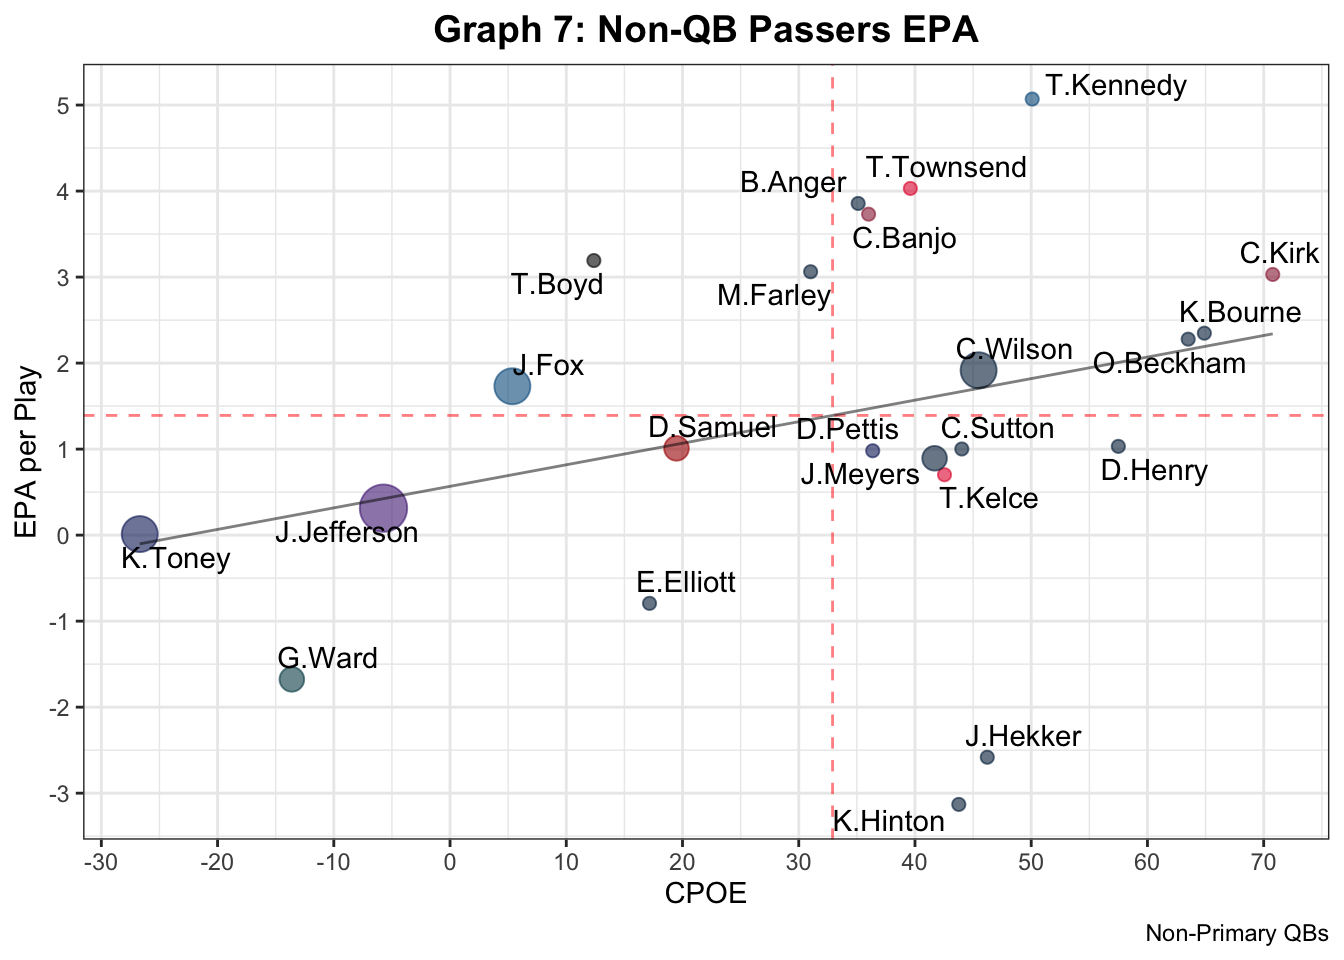 Graph 7: Non-QB Passers EPA
T.Kennedy
5
T.Townsend
B.Anger
4
C.Banjo
C.Kirk
3
T.Boyd
M.Farley
K.Bourne
C.Wilson
2
O.Beckham
J.Fox
EPA per Play
D.Samuel
D.Pettis
C.Sutton
1
J.Meyers
D.Henry
T.Kelce
0
J.Jefferson
K.Toney
E.Elliott
-1
G.Ward
-2
J.Hekker
-3
K.Hinton
-30 -20 -10 0 10 20 30 40 50 60 70
CPOE
Non-Primary QBs